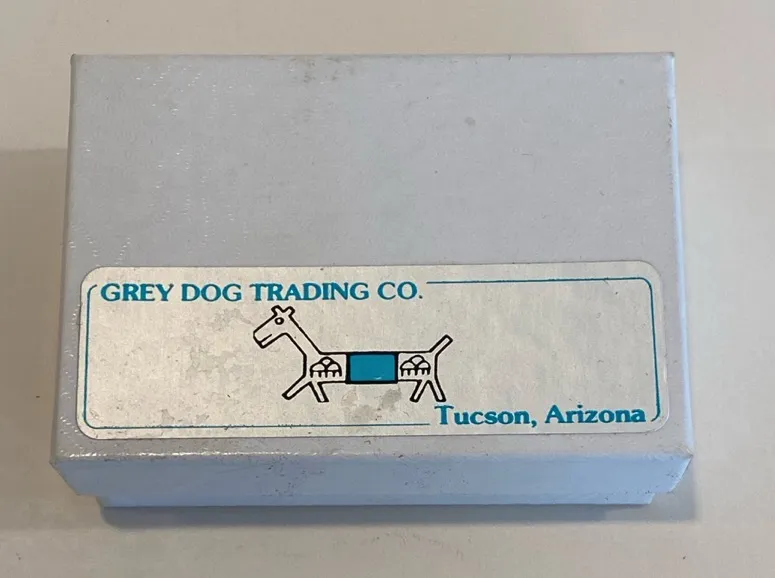 GREY DOG TRADING CO.
Tucson, Arizona